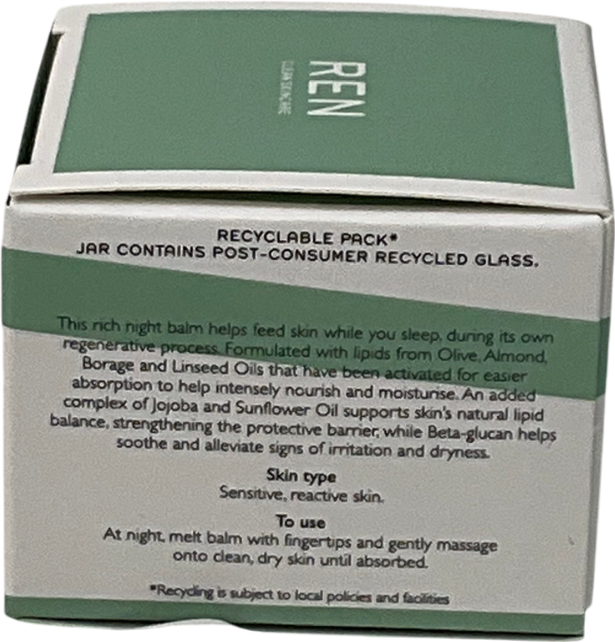 REN
CLEAN SKINCARE
RECYCLABLE PACK*
JAR CONTAINS POST-CONSUMER RECYCLED GLASS.
This rich night balm helps feed skin while you sleep, during its own
regenerative process. Formulated with lipids from Olive, Almond,
Borage and Linseed Oils that have been activated for easier
absorption to help intensely nourish and moisturise. An added
complex of Jojoba and Sunflower Oil supports skin's natural lipid
balance, strengthening the protective barrier, while Beta-glucan helps
soothe and alleviate signs of irritation and dryness.
Skin type
Sensitive, reactive skin.
To use
At night, melt balm with fingertips and gently massage
onto clean, dry skin until absorbed.
*Recycling is subject to local policies and facilities